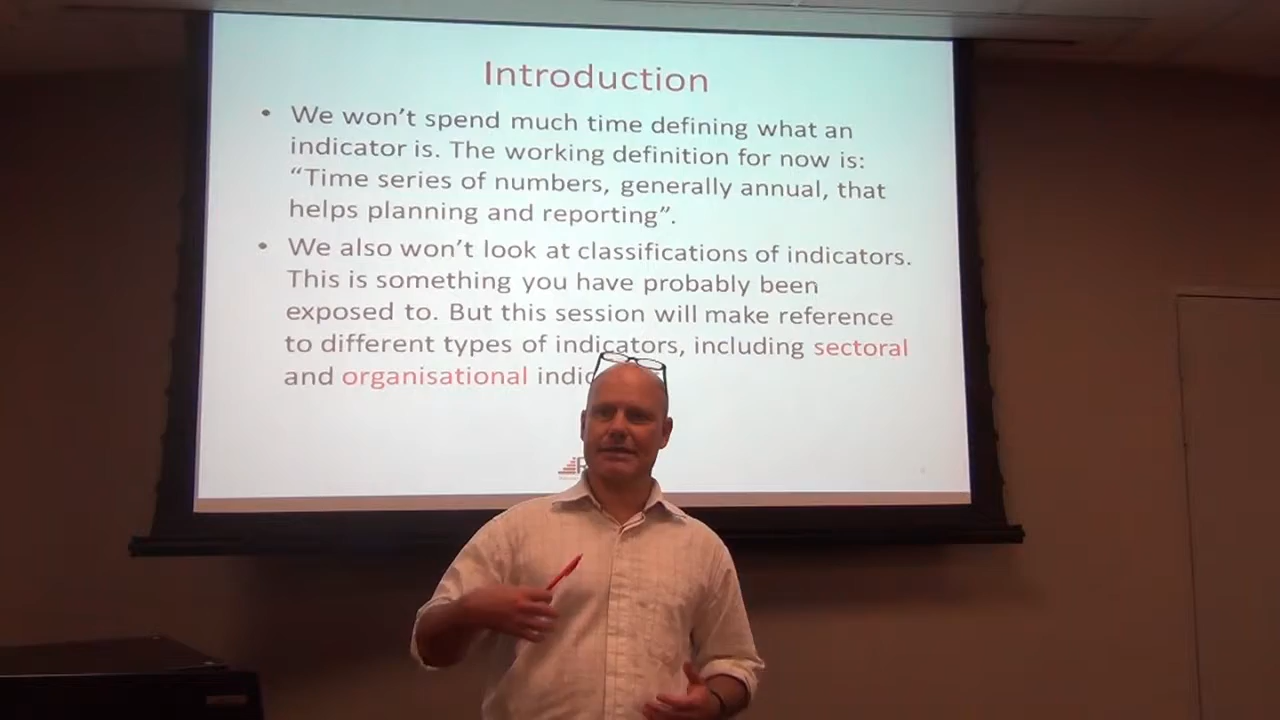 Introduction
• We won't spend much time defining what an
indicator is. The working definition for now is:
“Time series of numbers, generally annual, that
helps planning and reporting”.
• We also won't look at classifications of indicators.
This is something you have probably been
exposed to. But this session will make reference
to different types of indicators, including sectoral
and organisational